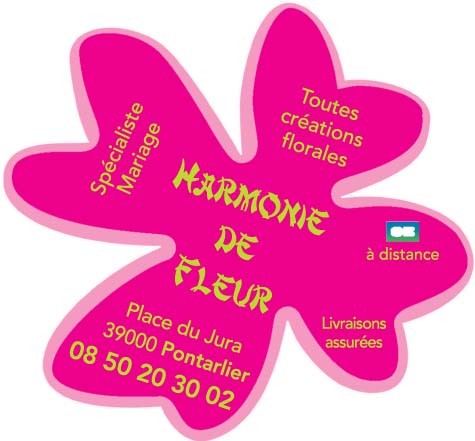 Toutes
créations
florales
Spécialiste
Mariage
HARMONIE
DE
FLEUR
CB
à distance
Livraisons
assurées
Place du Jura
39000 Pontarlier
08 50 20 30 02